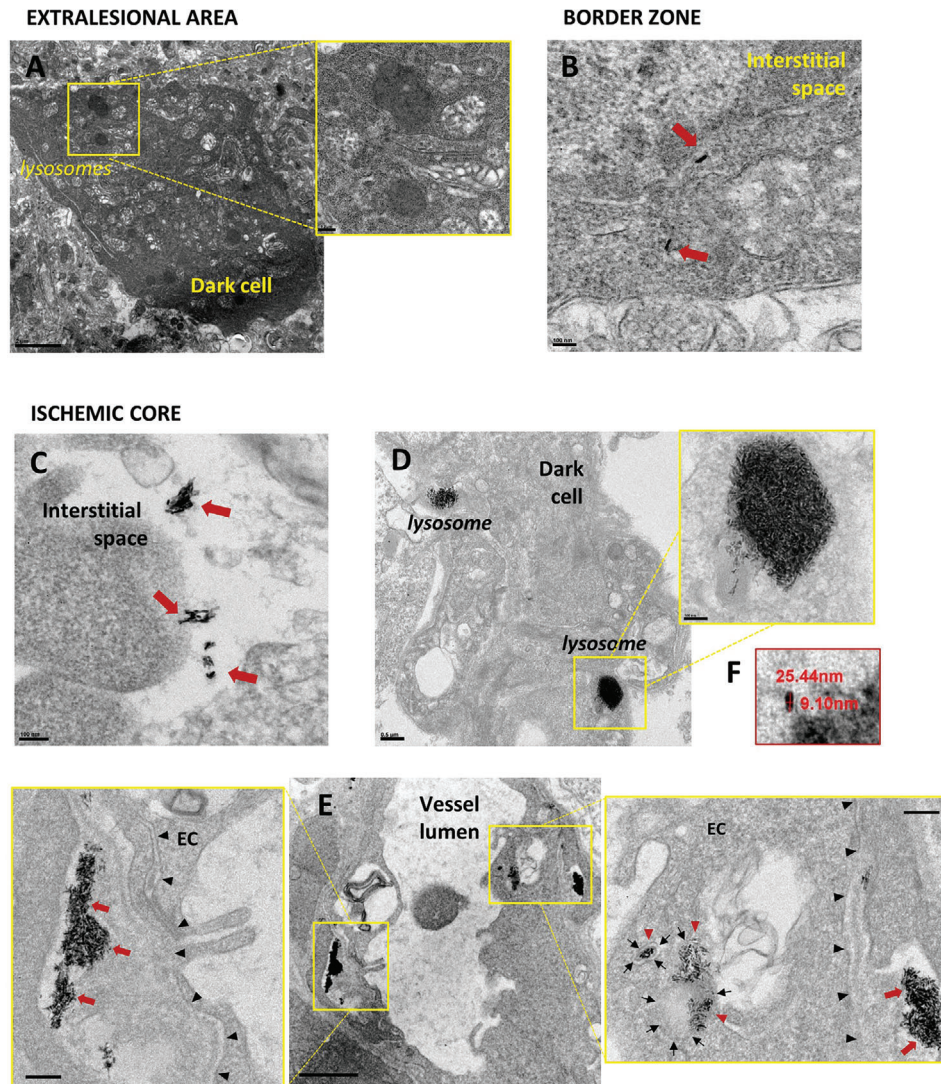 EXTRALESIONAL AREA
BORDER ZONE
A
lysosomes
Dark cell
B
Interstitial
space
100 nm
ISCHEMIC CORE
C
Interstitial
space
100 nm
D
Dark
cell
lysosome
lysosome
0.5 µm
F
25.44nm
9.10nm
EC
E
Vessel
lumen
EC